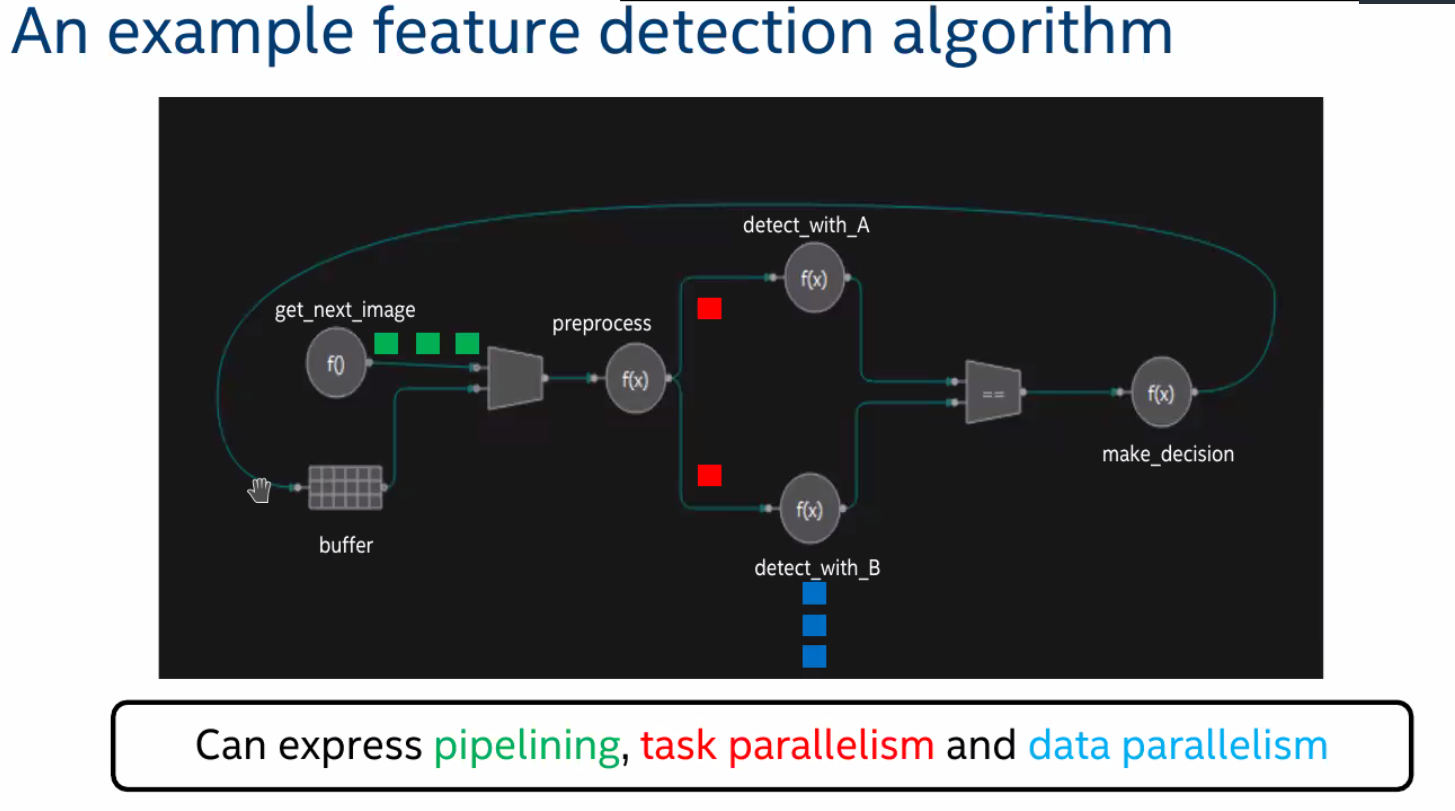 An example feature detection algorithm
detect_with_A
f(x)
get_next_image
preprocess
f()
f(x)
==
f(x)
make_decision
f(x)
buffer
detect_with_B
Can express pipelining, task parallelism and data parallelism